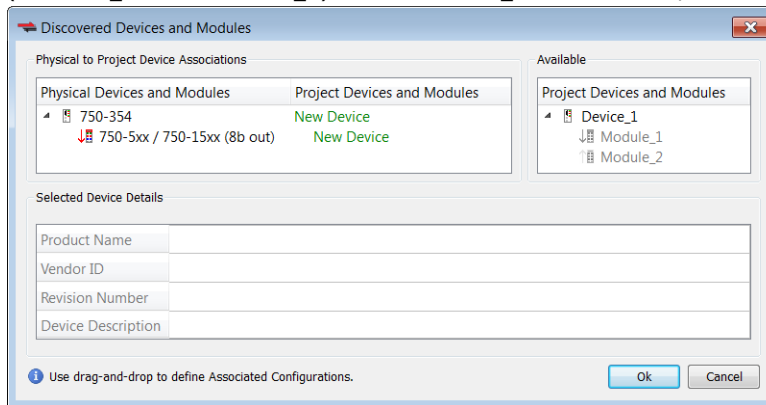 Discovered Devices and Modules
Physical to Project Device Associations
Available
Physical Devices and Modules Project Devices and Modules
Project Devices and Modules
750-354 New Device
Device_1
750-5xx / 750-15xx (8b out) New Device
Module_1
Module_2
Selected Device Details
Product Name
Vendor ID
Revision Number
Device Description
Use drag-and-drop to define Associated Configurations.
Ok Cancel